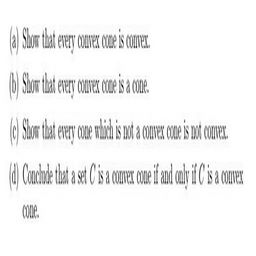 (a) Show that every convex cone is convex.
(b) Show that every convex cone is a cone.
(c) Show that every cone which is not a convex cone is not convex.
(d) Conclude that a set C is a convex cone if and only if C is a convex
cone.